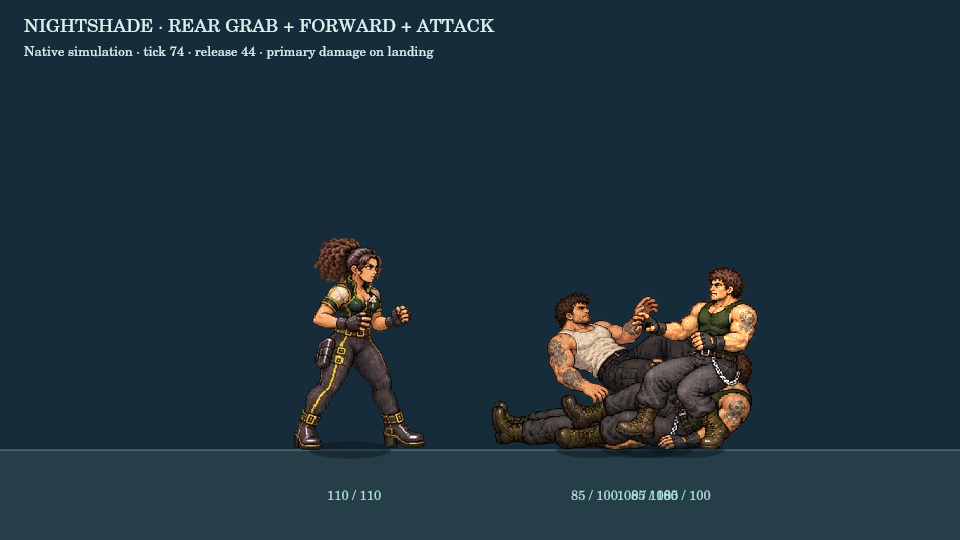 NIGHTSHADE · REAR GRAB + FORWARD + ATTACK
Native simulation · tick 74 · release 44 · primary damage on landing
110 / 110
85 / 100
/ 100